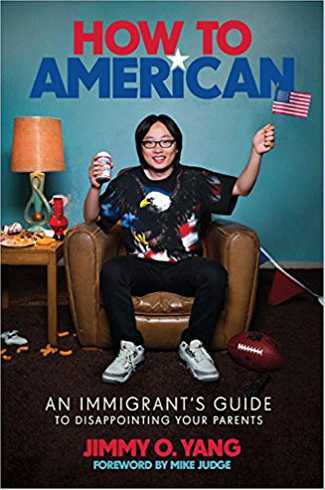 HOW TO
AMERICAN
AN IMMIGRANT'S GUIDE
TO DISAPPOINTING YOUR PARENTS
JIMMY O. YANG
FOREWORD BY MIKE JUDGE